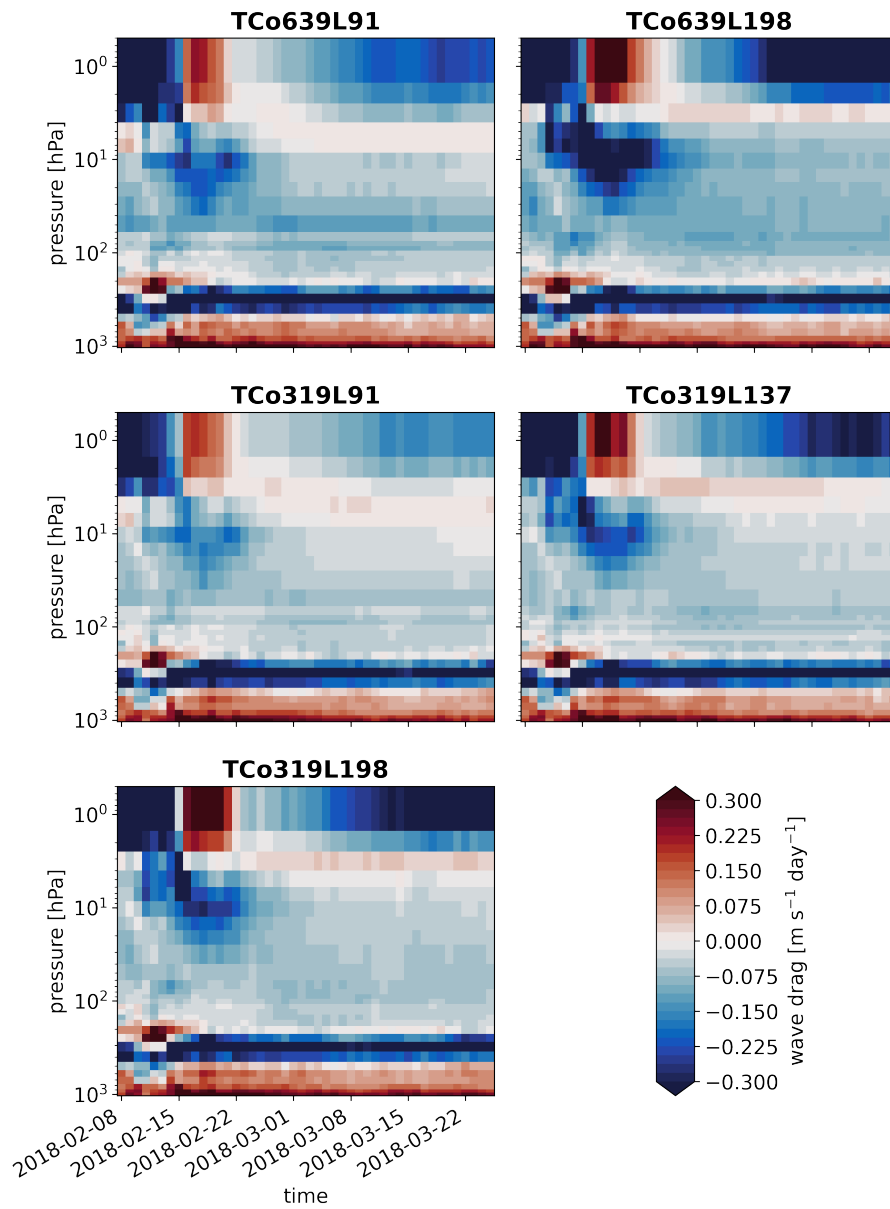 TCo639L91
TCo639L198
pressure [hPa]
10⁰
10¹
10²
10³
TCo319L91
TCo319L137
pressure [hPa]
10⁰
10¹
10²
10³
TCo319L198
pressure [hPa]
10⁰
10¹
10²
10³
2018-02-08
2018-02-15
2018-02-22
2018-03-01
2018-03-08
2018-03-15
2018-03-22
time
0.300
0.225
0.150
0.075
0.000
−0.075
−0.150
−0.225
−0.300
wave drag [m s⁻¹ day⁻¹]